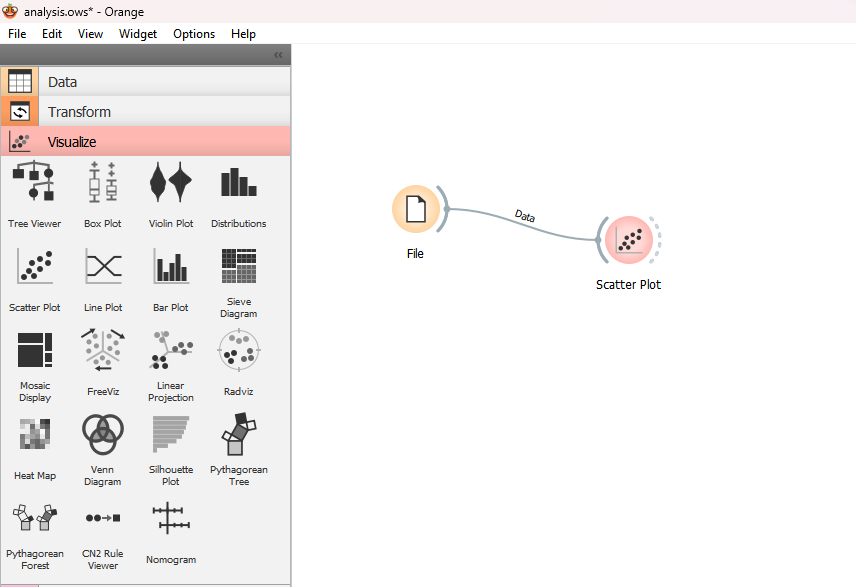 analysis.ows* - Orange
File Edit View Widget Options Help
«
Data
Transform
Visualize
Tree Viewer
Box Plot
Violin Plot
Distributions
Scatter Plot
Line Plot
Bar Plot
Sieve
Diagram
Mosaic
Display
FreeViz
Linear
Projection
Radviz
Heat Map
Venn
Diagram
Silhouette
Plot
Pythagorean
Tree
Pythagorean
Forest
CN2 Rule
Viewer
Nomogram
File
Data
Scatter Plot